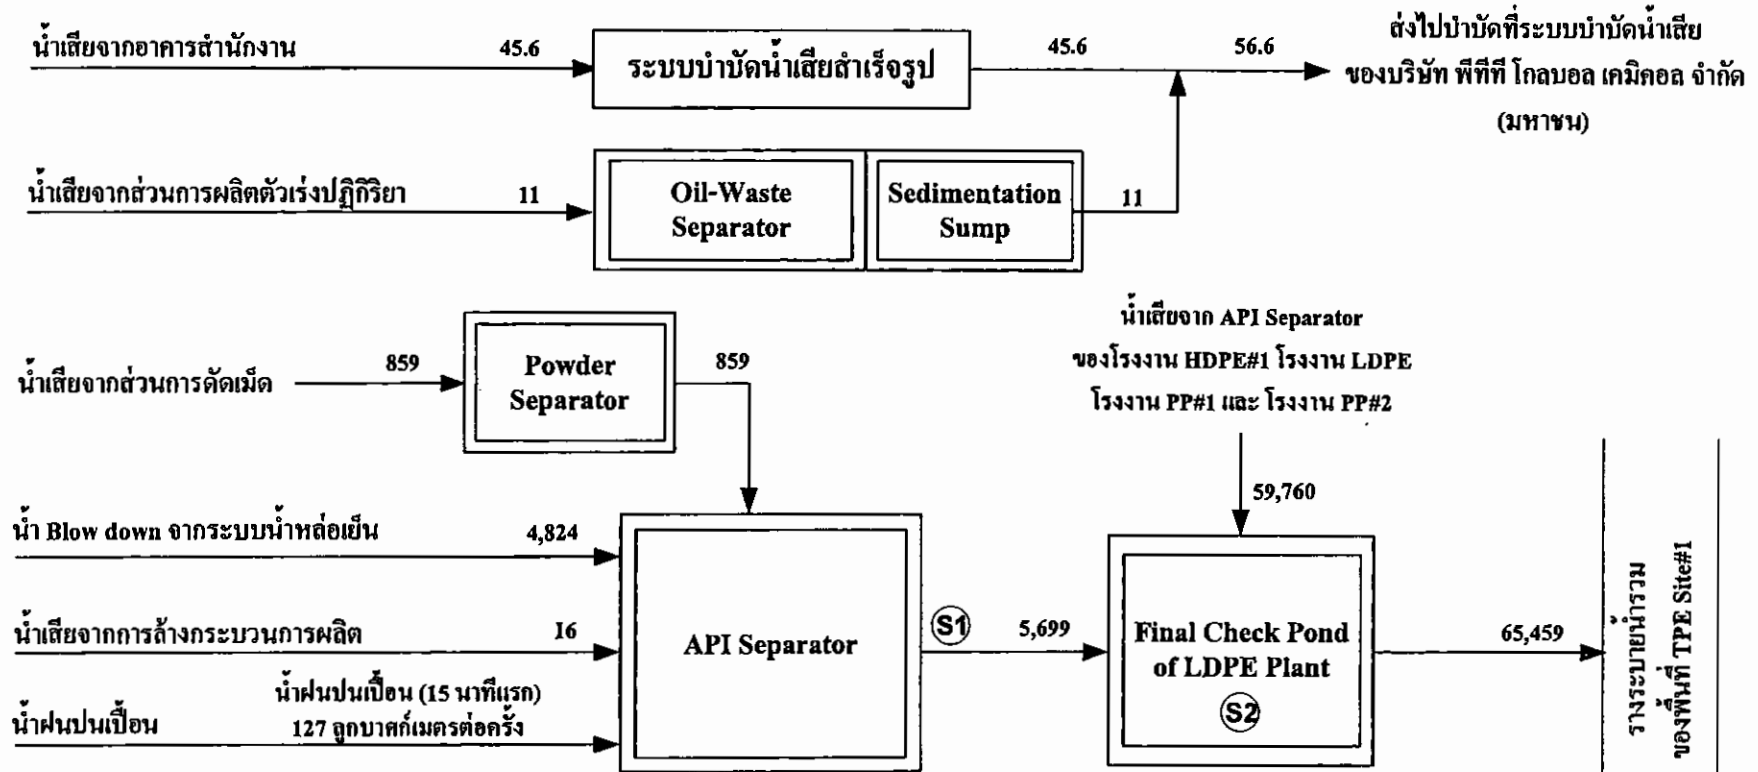 น้ำเสียจากอาคารสำนักงาน
45.6
ระบบบำบัดน้ำเสียสำเร็จรูป
45.6
56.6
ส่งไปบำบัดที่ระบบบำบัดน้ำเสีย
ของบริษัท พีทีที โกลบอล เคมิคอล จำกัด
(มหาชน)
น้ำเสียจากส่วนการผลิตตัวเร่งปฏิกิริยา
11
Oil-Waste
Separator
Sedimentation
Sump
11
น้ำเสียจากส่วนการตัดเม็ด
859
Powder
Separator
859
น้ำเสียจาก API Separator
ของโรงงาน HDPE#1 โรงงาน LDPE
โรงงาน PP#1 และ โรงงาน PP#2
59,760
น้ำ Blow down จากระบบน้ำหล่อเย็น
4,824
น้ำเสียจากการล้างกระบวนการผลิต
16
น้ำฝนปนเปื้อน
น้ำฝนปนเปื้อน (15 นาทีแรก)
127 ลูกบาศก์เมตรต่อครั้ง
API Separator
S1
5,699
Final Check Pond
of LDPE Plant
S2
65,459
รางระบายน้ำรวม
ของพื้นที่ TPE Site#1